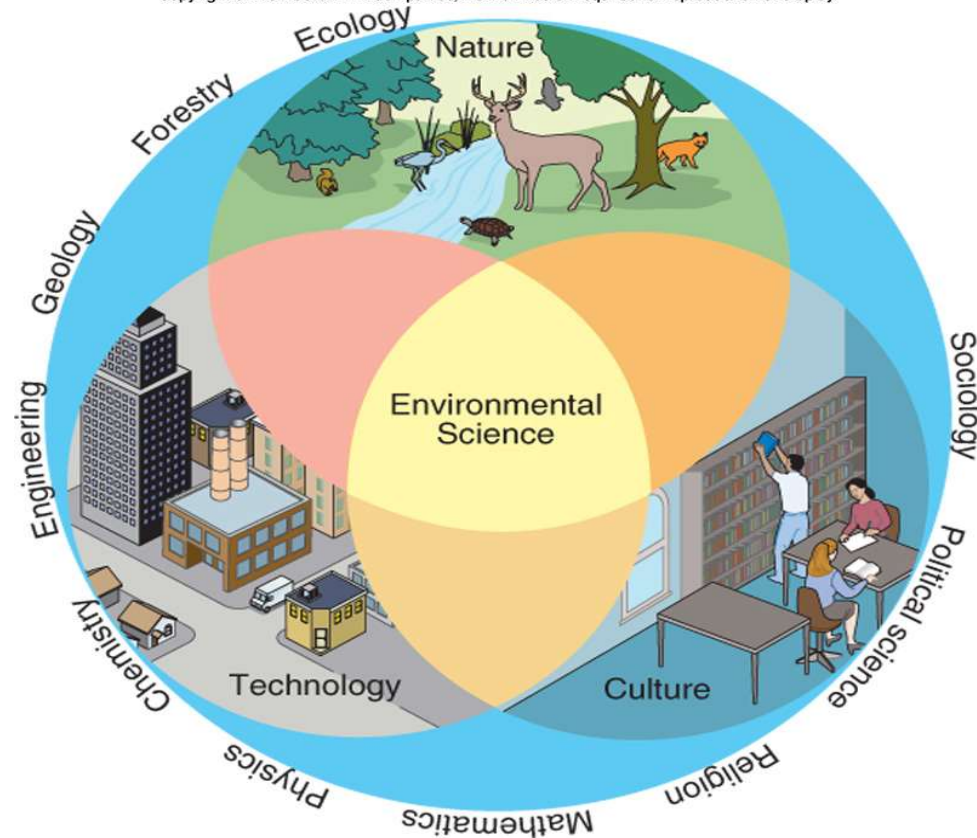 Ecology
Nature
Forestry
Geology
Engineering
Chemistry
Physics
Mathematics
Religion
Political science
Sociology
Environmental
Science
Technology
Culture